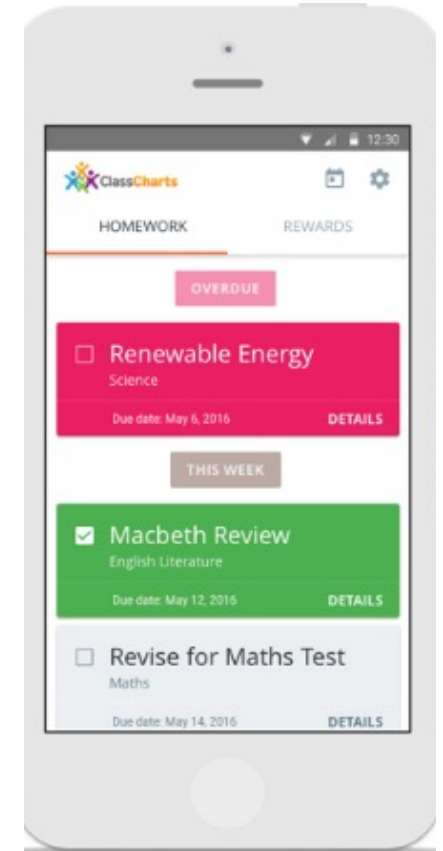 12:30
ClassCharts
HOMEWORK REWARDS
OVERDUE
Renewable Energy
Science
Due date: May 6, 2016 DETAILS
THIS WEEK
Macbeth Review
English Literature
Due date: May 12, 2016 DETAILS
Revise for Maths Test
Maths
Due date: May 14, 2016 DETAILS